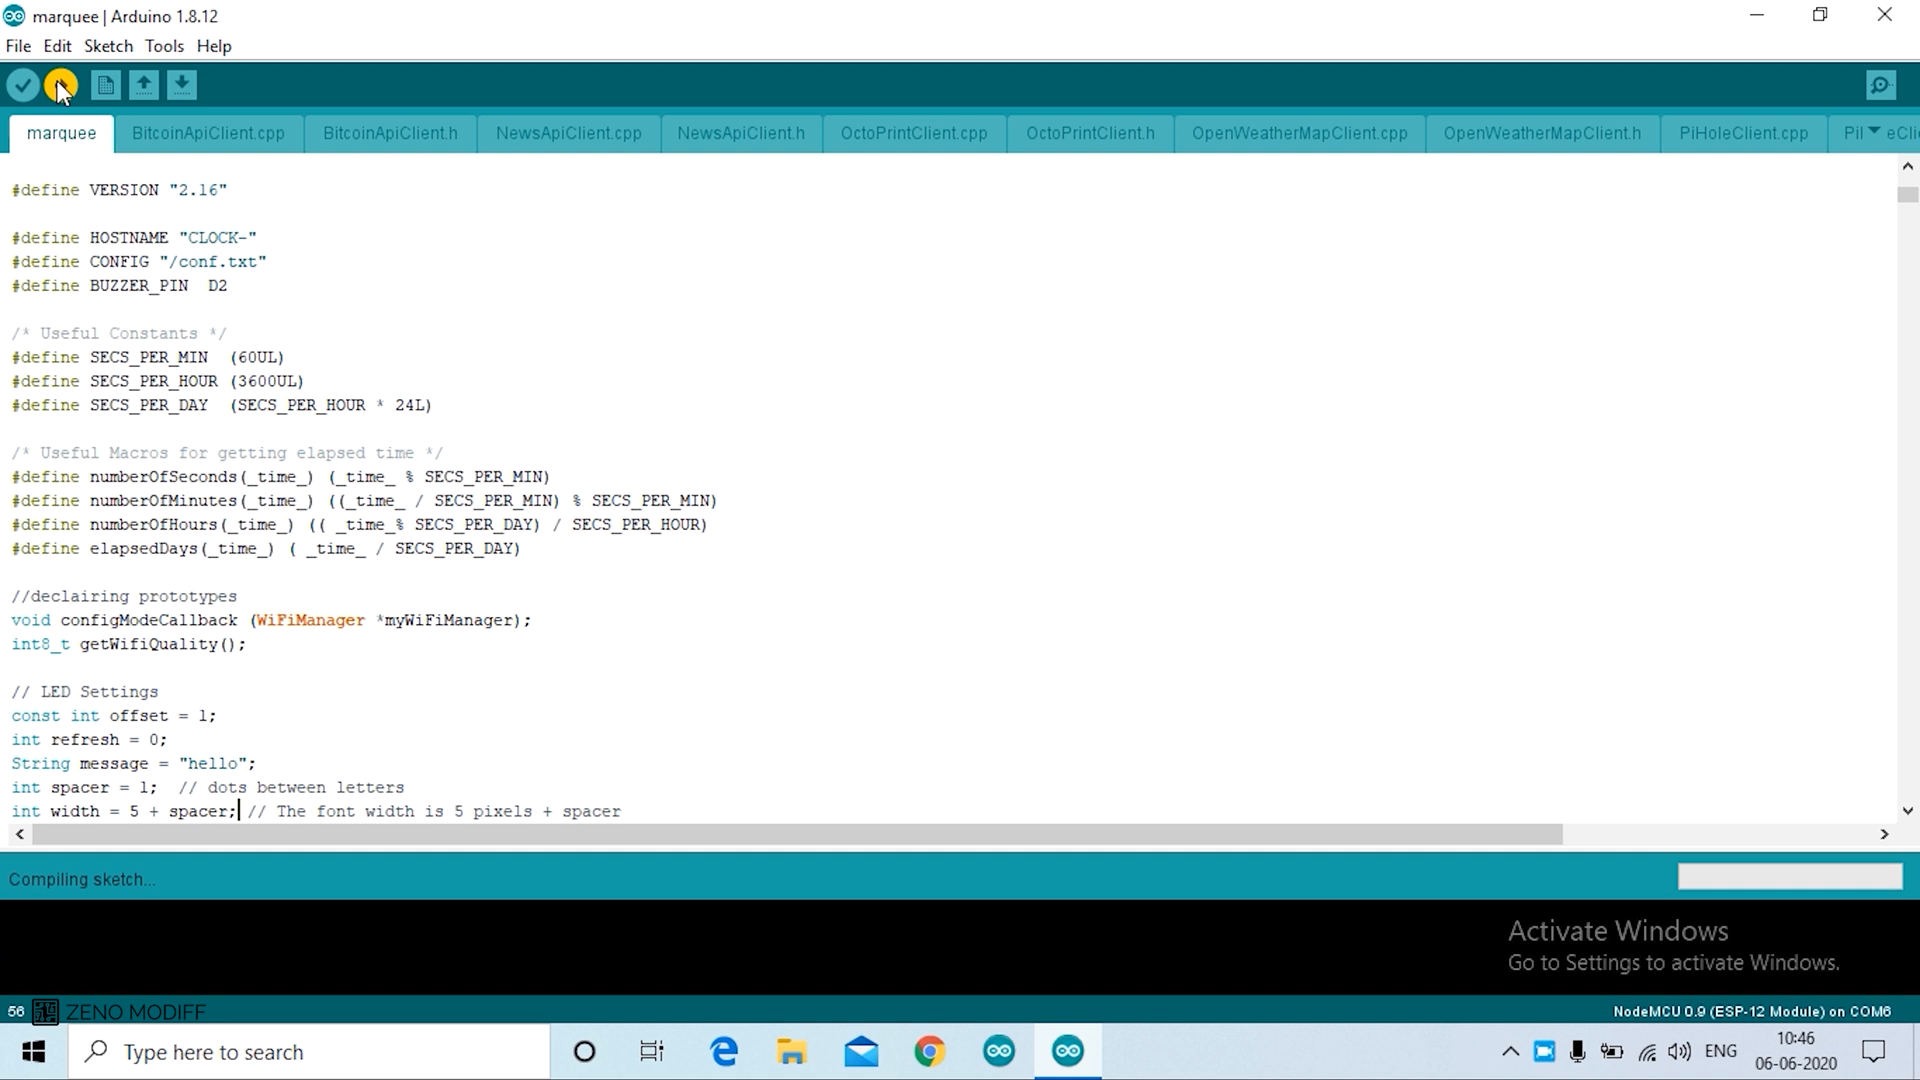 marquee | Arduino 1.8.12
File Edit Sketch Tools Help
marquee BitcoinApiClient.cpp BitcoinApiClient.h NewsApiClient.cpp NewsApiClient.h OctoPrintClient.cpp OctoPrintClient.h OpenWeatherMapClient.cpp OpenWeatherMapClient.h PiHoleClient.cpp Pil eClie
#define VERSION "2.16"
#define HOSTNAME "CLOCK-"
#define CONFIG "/conf.txt"
#define BUZZER_PIN  D2
/* Useful Constants */
#define SECS_PER_MIN  (60UL)
#define SECS_PER_HOUR (3600UL)
#define SECS_PER_DAY  (SECS_PER_HOUR * 24L)
/* Useful Macros for getting elapsed time */
#define numberOfSeconds(_time_) (_time_ % SECS_PER_MIN)
#define numberOfMinutes(_time_) ((_time_ / SECS_PER_MIN) % SECS_PER_MIN)
#define numberOfHours(_time_) (( _time_% SECS_PER_DAY) / SECS_PER_HOUR)
#define elapsedDays(_time_) ( _time_ / SECS_PER_DAY)
//declairing prototypes
void configModeCallback (WiFiManager *myWiFiManager);
int8_t getWifiQuality();
// LED Settings
const int offset = 1;
int refresh = 0;
String message = "hello";
int spacer = 1;  // dots between letters
int width = 5 + spacer; // The font width is 5 pixels + spacer
Compiling sketch...
Activate Windows
Go to Settings to activate Windows.
56 ZENO MODIFF NodeMCU 0.9 (ESP-12 Module) on COM6
Type here to search
ENG
10:46
06-06-2020